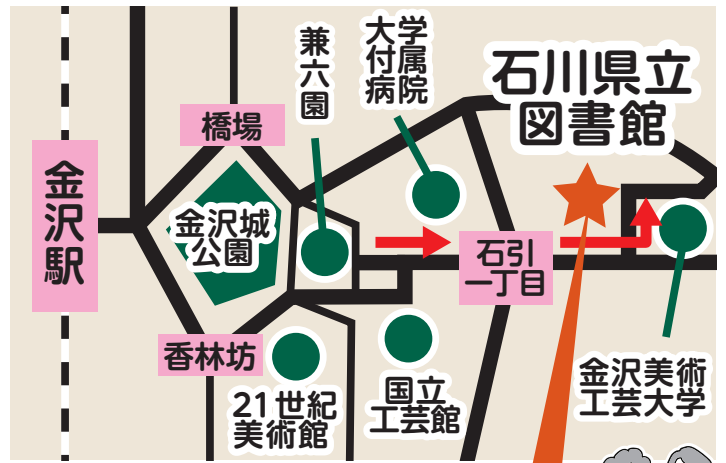 兼六園
大学
付属
病院
石川県立
図書館
橋場
金沢駅
金沢城
公園
石引
一丁目
香林坊
21世紀
美術館
国立
工芸館
金沢美術
工芸大学